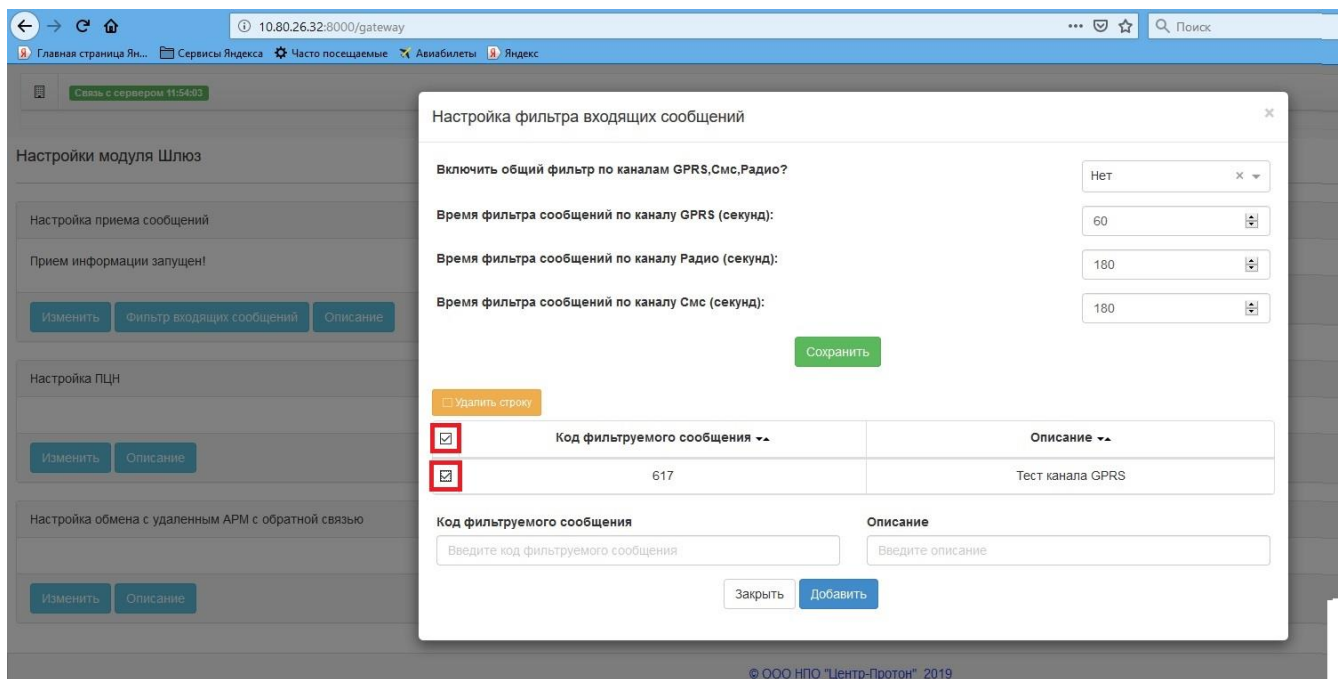 10.80.26.32:8000/gateway
Поиск
Главная страница Ян... Сервисы Яндекса Часто посещаемые Авиабилеты Яндекс
Связь с сервером 11:54:03
Настройки модуля Шлюз
Настройка приема сообщений
Прием информации запущен!
Изменить Фильтр входящих сообщений Описание
Настройка ПЦН
Изменить Описание
Настройка обмена с удаленным АРМ с обратной связью
Изменить Описание
Настройка фильтра входящих сообщений ×
Включить общий фильтр по каналам GPRS,Смс,Радио? Нет
Время фильтра сообщений по каналу GPRS (секунд): 60
Время фильтра сообщений по каналу Радио (секунд): 180
Время фильтра сообщений по каналу Смс (секунд): 180
Сохранить
Удалить строку
Код фильтруемого сообщения Описание
617 Тест канала GPRS
Код фильтруемого сообщения Описание
Введите код фильтруемого сообщения Введите описание
Закрыть Добавить
© ООО НПО "Центр-Протон" 2019